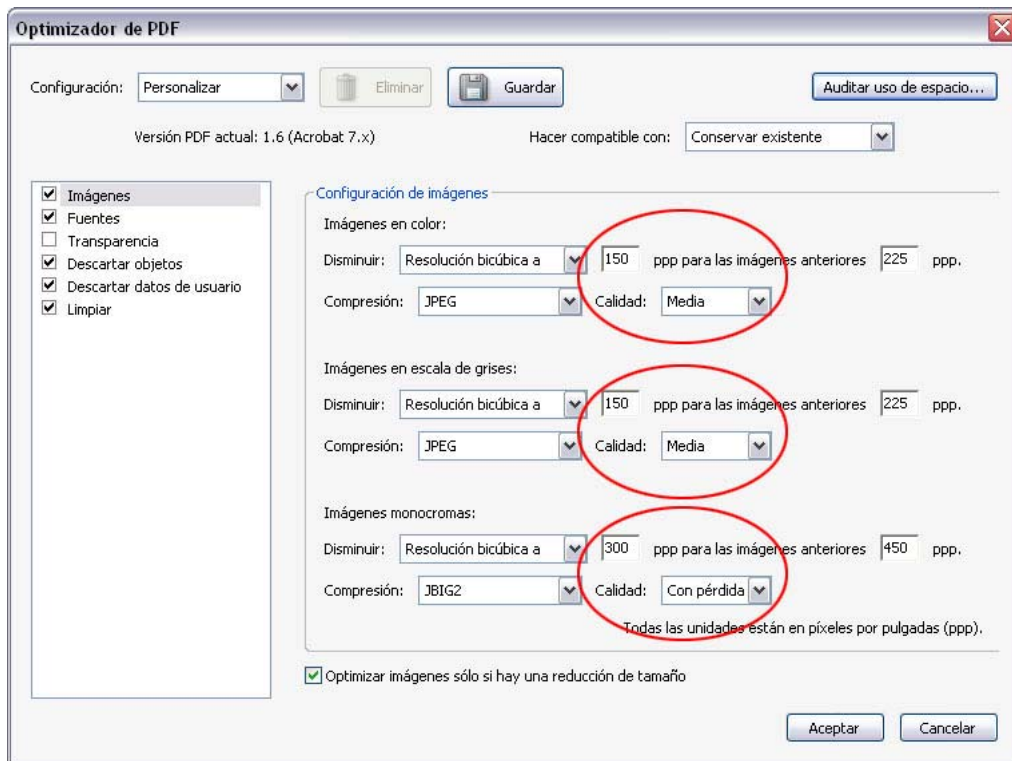 Optimizador de PDF
Configuración: Personalizar Eliminar Guardar Auditar uso de espacio...
Versión PDF actual: 1.6 (Acrobat 7.x) Hacer compatible con: Conservar existente
Imágenes
Fuentes
Transparencia
Descartar objetos
Descartar datos de usuario
Limpiar
Configuración de imágenes
Imágenes en color:
Disminuir: Resolución bicúbica a 150 ppp para las imágenes anteriores 225 ppp.
Compresión: JPEG Calidad: Media
Imágenes en escala de grises:
Disminuir: Resolución bicúbica a 150 ppp para las imágenes anteriores 225 ppp.
Compresión: JPEG Calidad: Media
Imágenes monocromas:
Disminuir: Resolución bicúbica a 300 ppp para las imágenes anteriores 450 ppp.
Compresión: JBIG2 Calidad: Con pérdida
Todas las unidades están en píxeles por pulgadas (ppp).
Optimizar imágenes sólo si hay una reducción de tamaño
Aceptar Cancelar